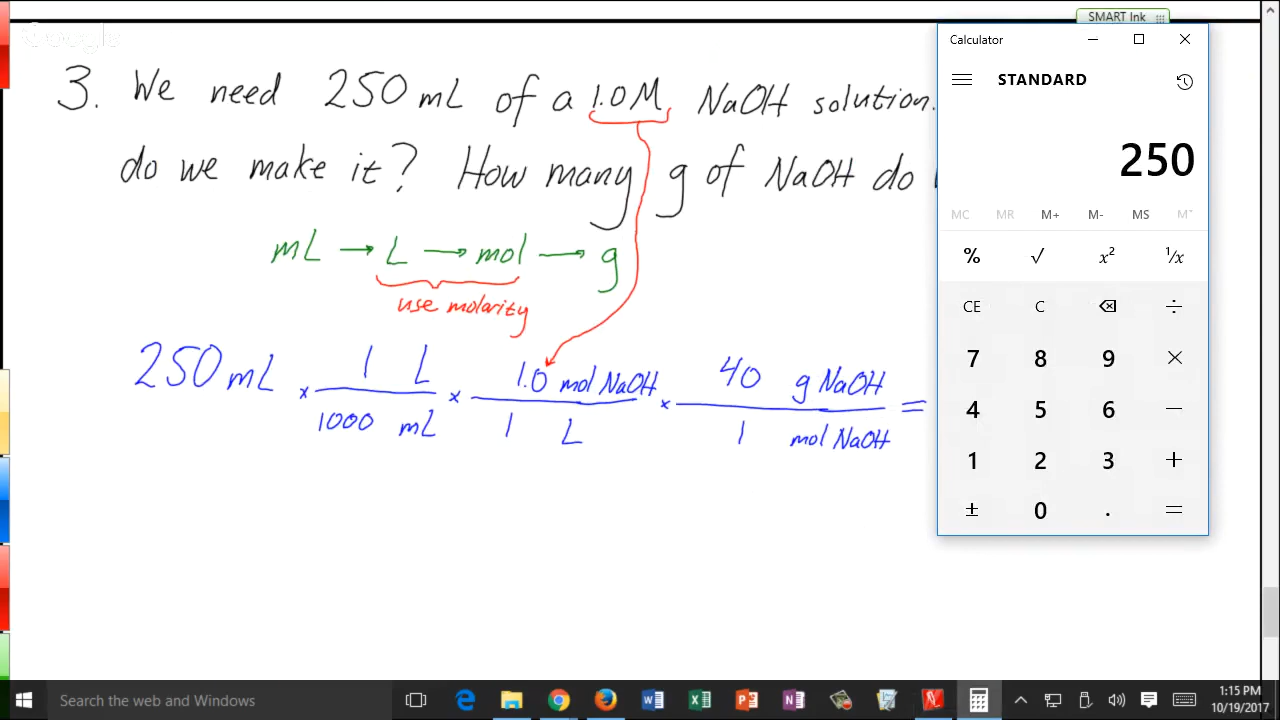 Google
SMART Ink
3. We need 250 mL of a 1.0 M NaOH solution.
do we make it? How many g of NaOH do
mL → L → mol → g
use molarity
250 mL × 1 L × 1.0 mol NaOH × 40 g NaOH =
1000 mL 1 L 1 mol NaOH
Calculator
STANDARD
250
MC MR M+ M- MS M˅
% √ x² ¹/x
CE C ⌫ ÷
7 8 9 ×
4 5 6 −
1 2 3 +
± 0 . =
Search the web and Windows
1:15 PM
10/19/2017